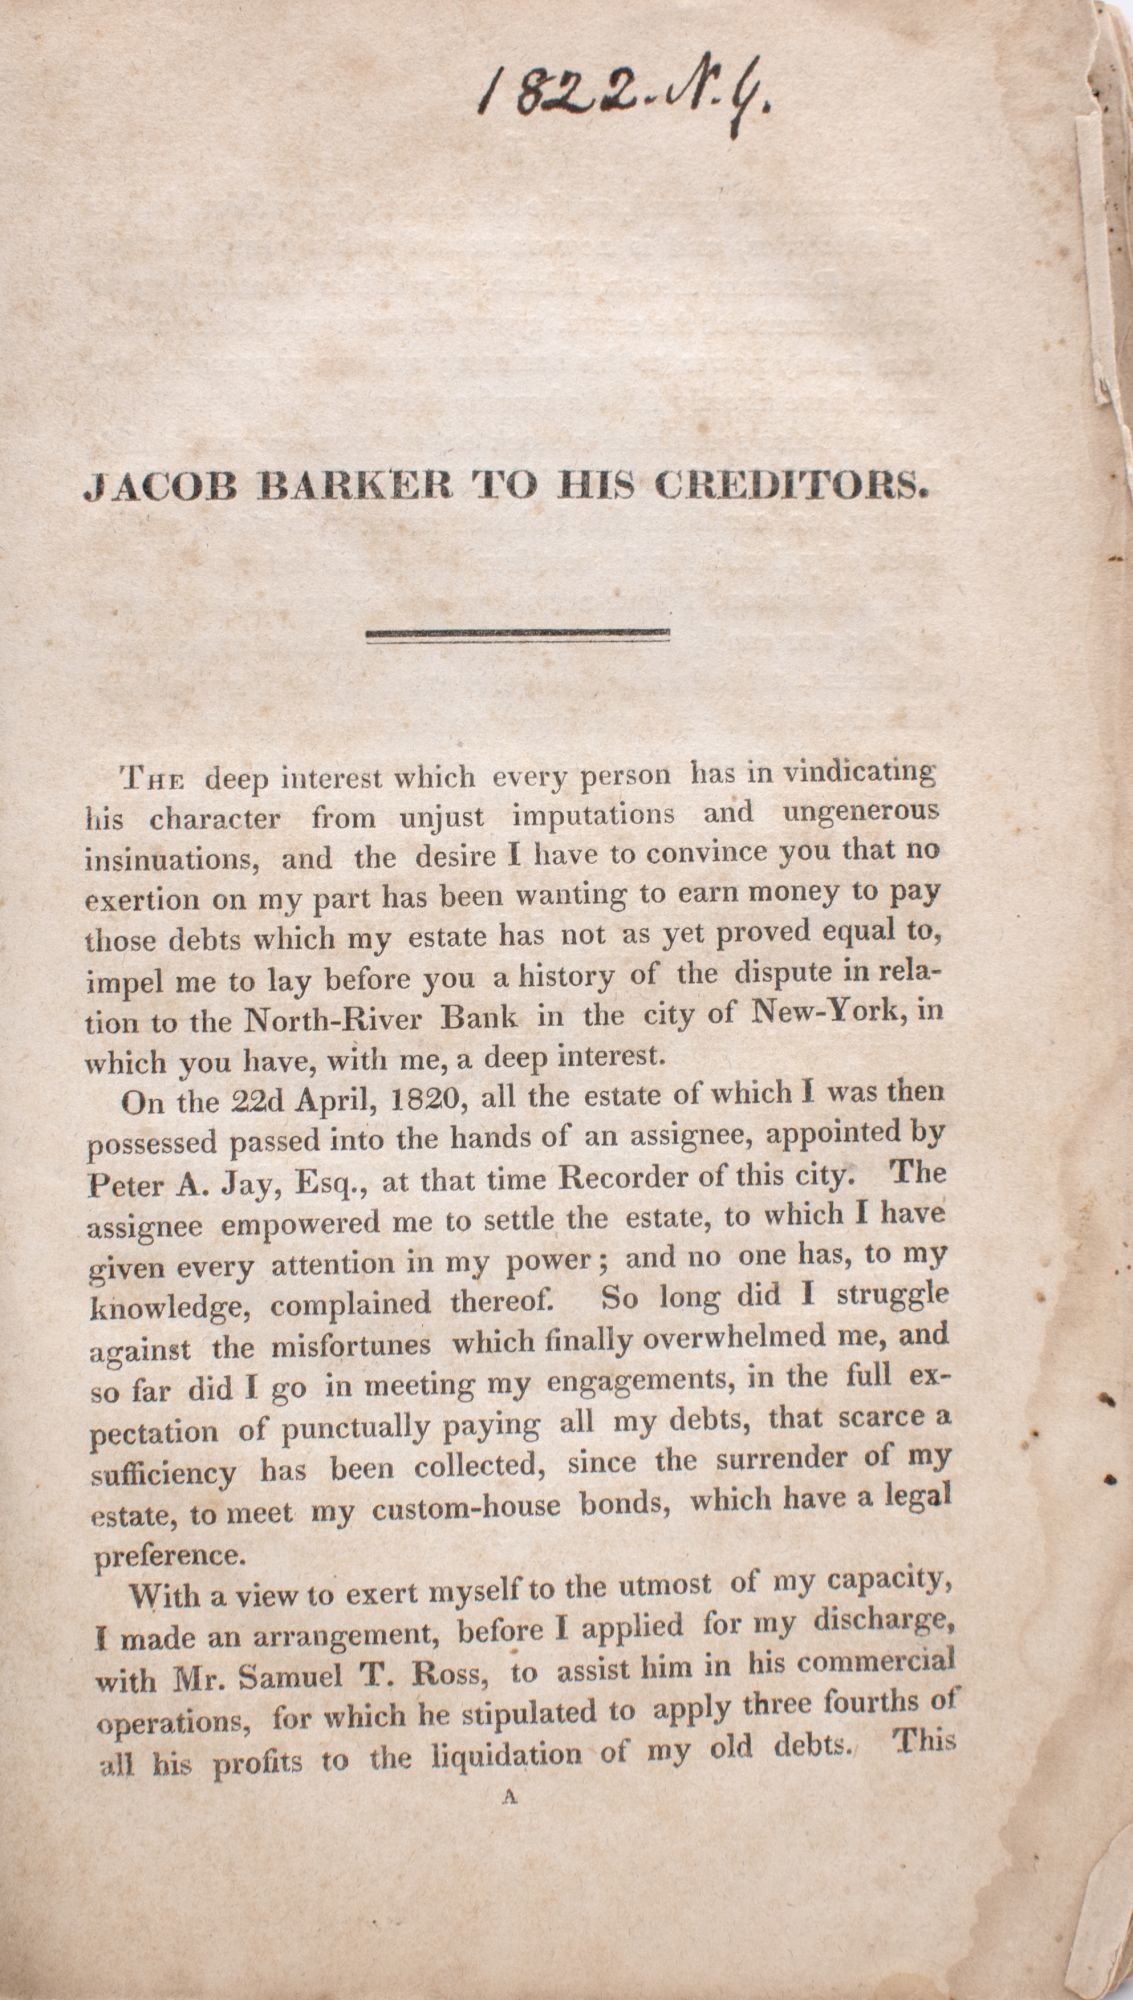 1822. N.Y.
JACOB BARKER TO HIS CREDITORS.
THE deep interest which every person has in vindicating
his character from unjust imputations and ungenerous
insinuations, and the desire I have to convince you that no
exertion on my part has been wanting to earn money to pay
those debts which my estate has not as yet proved equal to,
impel me to lay before you a history of the dispute in rela-
tion to the North-River Bank in the city of New-York, in
which you have, with me, a deep interest.
On the 22d April, 1820, all the estate of which I was then
possessed passed into the hands of an assignee, appointed by
Peter A. Jay, Esq., at that time Recorder of this city. The
assignee empowered me to settle the estate, to which I have
given every attention in my power; and no one has, to my
knowledge, complained thereof. So long did I struggle
against the misfortunes which finally overwhelmed me, and
so far did I go in meeting my engagements, in the full ex-
pectation of punctually paying all my debts, that scarce a
sufficiency has been collected, since the surrender of my
estate, to meet my custom-house bonds, which have a legal
preference.
With a view to exert myself to the utmost of my capacity,
I made an arrangement, before I applied for my discharge,
with Mr. Samuel T. Ross, to assist him in his commercial
operations, for which he stipulated to apply three fourths of
all his profits to the liquidation of my old debts. This
A